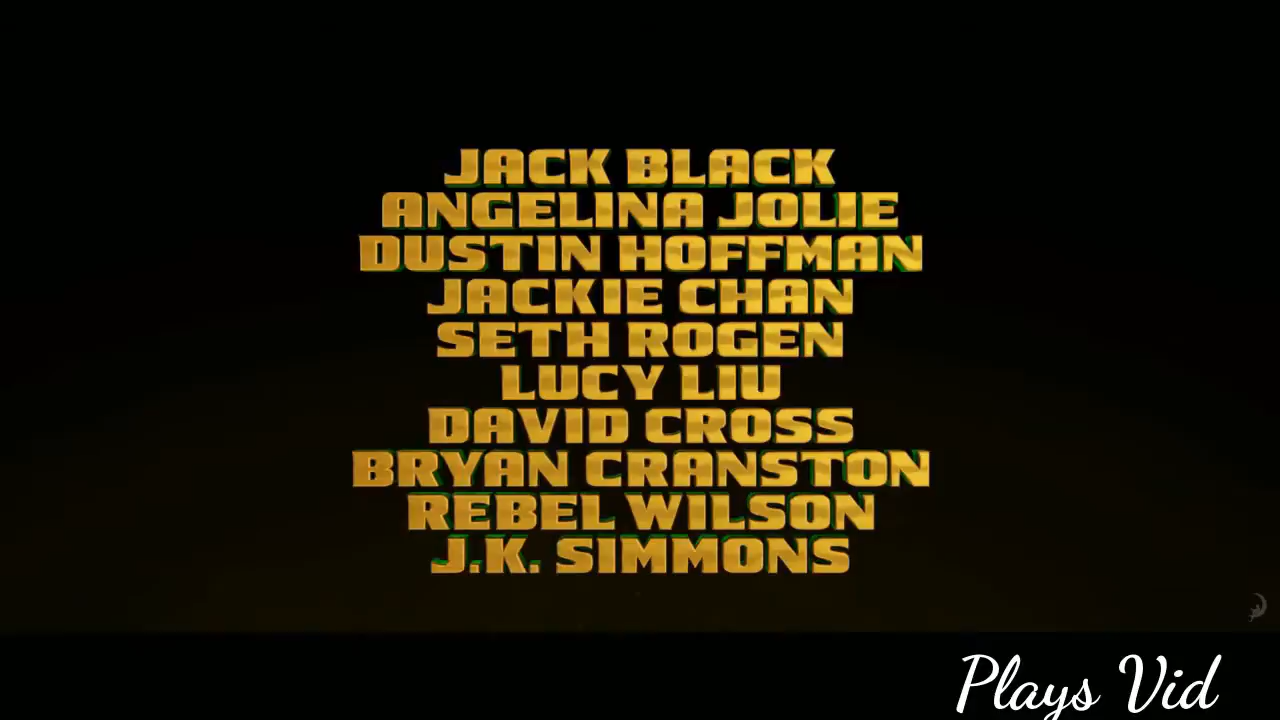 JACK BLACK
ANGELINA JOLIE
DUSTIN HOFFMAN
JACKIE CHAN
SETH ROGEN
LUCY LIU
DAVID CROSS
BRYAN CRANSTON
REBEL WILSON
J.K. SIMMONS
Plays Vid